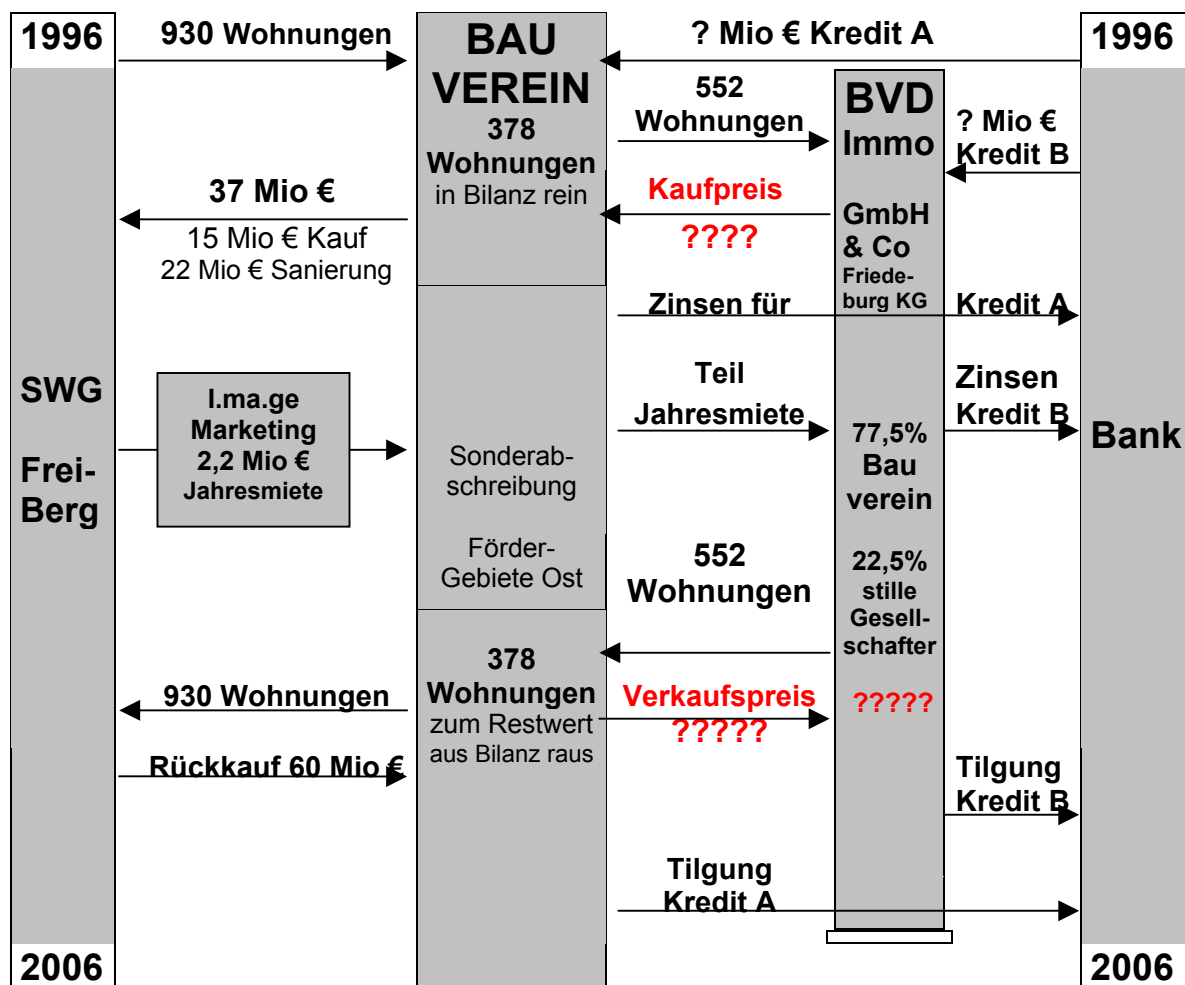 1996
930 Wohnungen
BAU
VEREIN
378
Wohnungen
in Bilanz rein
? Mio € Kredit A
1996
552
Wohnungen
BVD
Immo
? Mio €
Kredit B
37 Mio €
15 Mio € Kauf
22 Mio € Sanierung
Kaufpreis
????
GmbH
& Co
Friede-
burg KG
Zinsen für
Kredit A
SWG
Frei-
Berg
I.ma.ge
Marketing
2,2 Mio €
Jahresmiete
Sonderab-
schreibung
Förder-
Gebiete Ost
Teil
Jahresmiete
77,5%
Bau
verein
22,5%
stille
Gesell-
schafter
?????
Zinsen
Kredit B
Bank
552
Wohnungen
930 Wohnungen
378
Wohnungen
zum Restwert
aus Bilanz raus
Verkaufspreis
?????
Rückkauf 60 Mio €
Tilgung
Kredit B
Tilgung
Kredit A
2006
2006